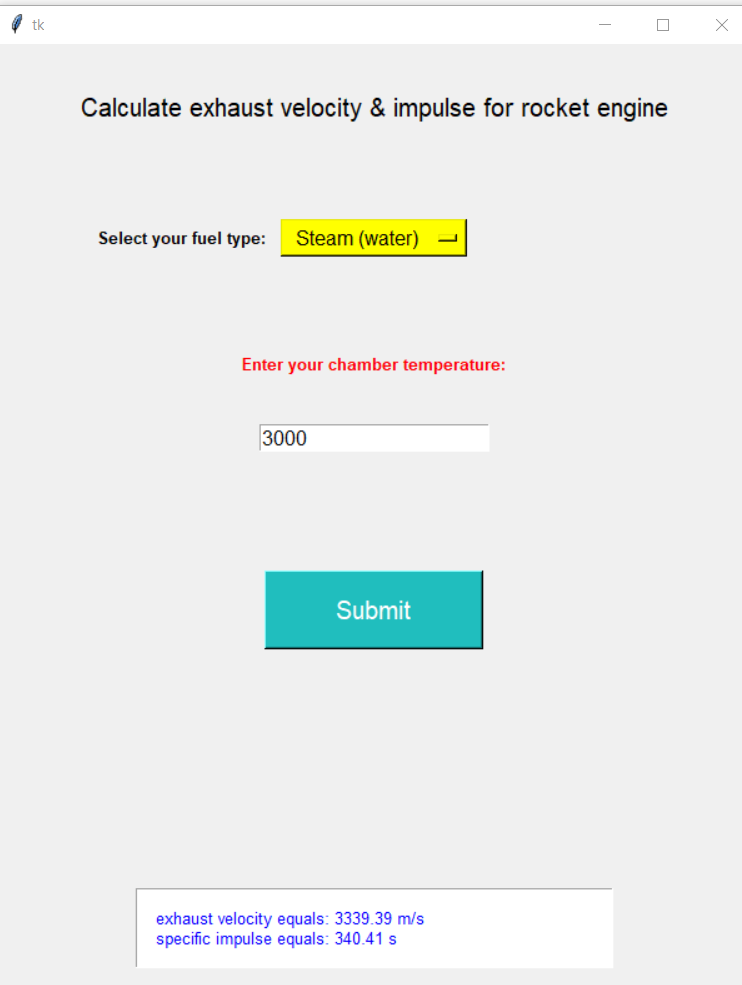 tk
Calculate exhaust velocity & impulse for rocket engine
Select your fuel type: Steam (water)
Enter your chamber temperature:
3000
Submit
exhaust velocity equals: 3339.39 m/s
specific impulse equals: 340.41 s